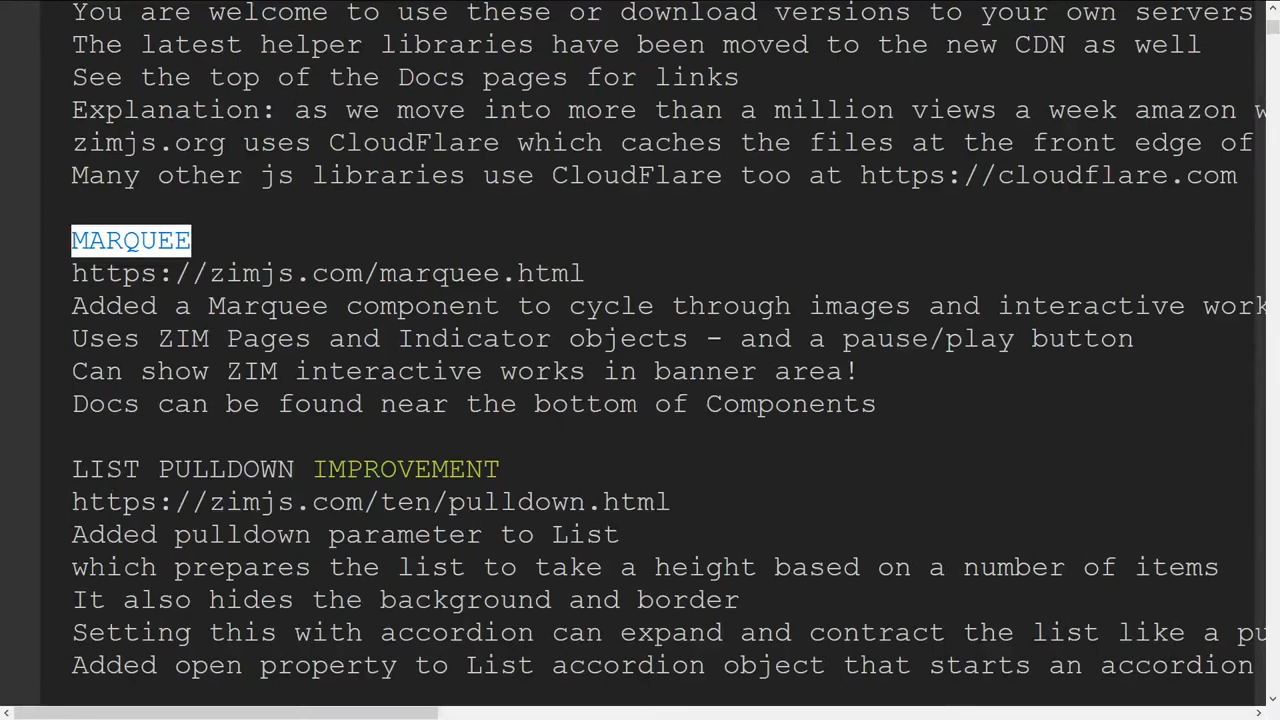 You are welcome to use these or download versions to your own servers
The latest helper libraries have been moved to the new CDN as well
See the top of the Docs pages for links
Explanation: as we move into more than a million views a week amazon
zimjs.org uses CloudFlare which caches the files at the front edge of
Many other js libraries use CloudFlare too at https://cloudflare.com
MARQUEE
https://zimjs.com/marquee.html
Added a Marquee component to cycle through images and interactive work
Uses ZIM Pages and Indicator objects - and a pause/play button
Can show ZIM interactive works in banner area!
Docs can be found near the bottom of Components
LIST PULLDOWN IMPROVEMENT
https://zimjs.com/ten/pulldown.html
Added pulldown parameter to List
which prepares the list to take a height based on a number of items
It also hides the background and border
Setting this with accordion can expand and contract the list like a
Added open property to List accordion object that starts an accordion